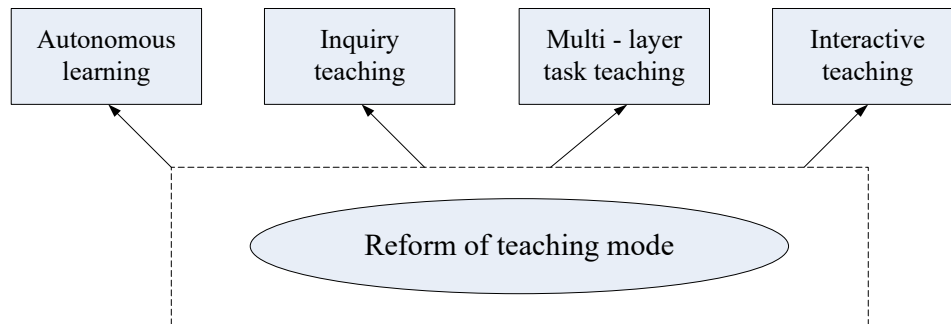 Autonomous
learning
Inquiry
teaching
Multi - layer
task teaching
Interactive
teaching
Reform of teaching mode